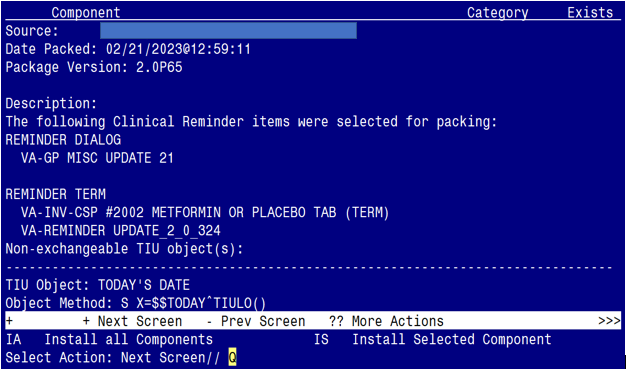 Component Category Exists
Source:
Date Packed: 02/21/2023@12:59:11
Package Version: 2.0P65
Description:
The following Clinical Reminder items were selected for packing:
REMINDER DIALOG
VA-GP MISC UPDATE 21
REMINDER TERM
VA-INV-CSP #2002 METFORMIN OR PLACEBO TAB (TERM)
VA-REMINDER UPDATE_2_0_324
Non-exchangeable TIU object(s):
--------------------------------------------------------------------------------
TIU Object: TODAY'S DATE
Object Method: S X=$$TODAY^TIULO()
+ + Next Screen - Prev Screen ?? More Actions >>>
IA Install all Components IS Install Selected Component
Select Action: Next Screen// Q